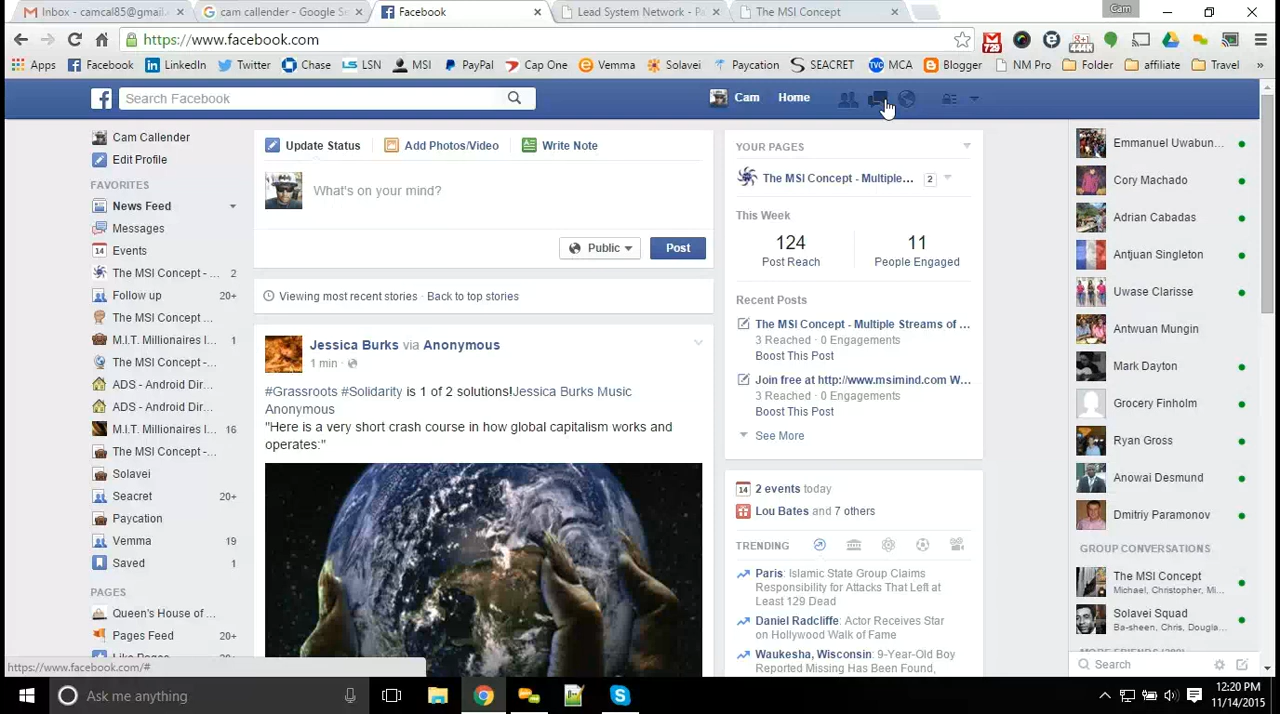 Inbox - camcal85@gmail.
cam callender - Google S
Facebook
Lead System Network - P
The MSI Concept
Cam
https://www.facebook.com
Apps
Facebook
LinkedIn
Twitter
Chase
LSN
MSI
PayPal
Cap One
Vemma
Solavei
Paycation
SEACRET
MCA
Blogger
NM Pro
Folder
affiliate
Travel
»
Search Facebook
Cam
Home
Cam Callender
Edit Profile
FAVORITES
News Feed
Messages
Events
The MSI Concept - ... 2
Follow up 20+
The MSI Concept ...
M.I.T. Millionaires I... 1
The MSI Concept -...
ADS - Android Dir...
ADS - Android Dir...
M.I.T. Millionaires I... 16
The MSI Concept -...
Solavei
Seacret 20+
Paycation
Vemma 19
Saved 1
PAGES
Queen's House of ...
Pages Feed 20+
Like Pages 20+
https://www.facebook.com/#
Update Status
Add Photos/Video
Write Note
What's on your mind?
Public
Post
Viewing most recent stories · Back to top stories
Jessica Burks via Anonymous
1 min ·
#Grassroots #Solidarity is 1 of 2 solutions!Jessica Burks Music
Anonymous
"Here is a very short crash course in how global capitalism works and
operates:"
YOUR PAGES
The MSI Concept - Multiple... 2
This Week
124
Post Reach
11
People Engaged
Recent Posts
The MSI Concept - Multiple Streams of ...
3 Reached · 0 Engagements
Boost This Post
Join free at http://www.msimind.com W...
3 Reached · 0 Engagements
Boost This Post
See More
2 events today
Lou Bates and 7 others
TRENDING
Paris: Islamic State Group Claims
Responsibility for Attacks That Left at
Least 129 Dead
Daniel Radcliffe: Actor Receives Star
on Hollywood Walk of Fame
Waukesha, Wisconsin: 9-Year-Old Boy
Reported Missing Has Been Found,
Emmanuel Uwabun...
Cory Machado
Adrian Cabadas
Antjuan Singleton
Uwase Clarisse
Antwuan Mungin
Mark Dayton
Grocery Finholm
Ryan Gross
Anowai Desmund
Dmitriy Paramonov
GROUP CONVERSATIONS
The MSI Concept
Michael, Christopher, Mi...
Solavei Squad
Ba-sheen, Chris, Dougla...
Search
Ask me anything
12:20 PM
11/14/2015